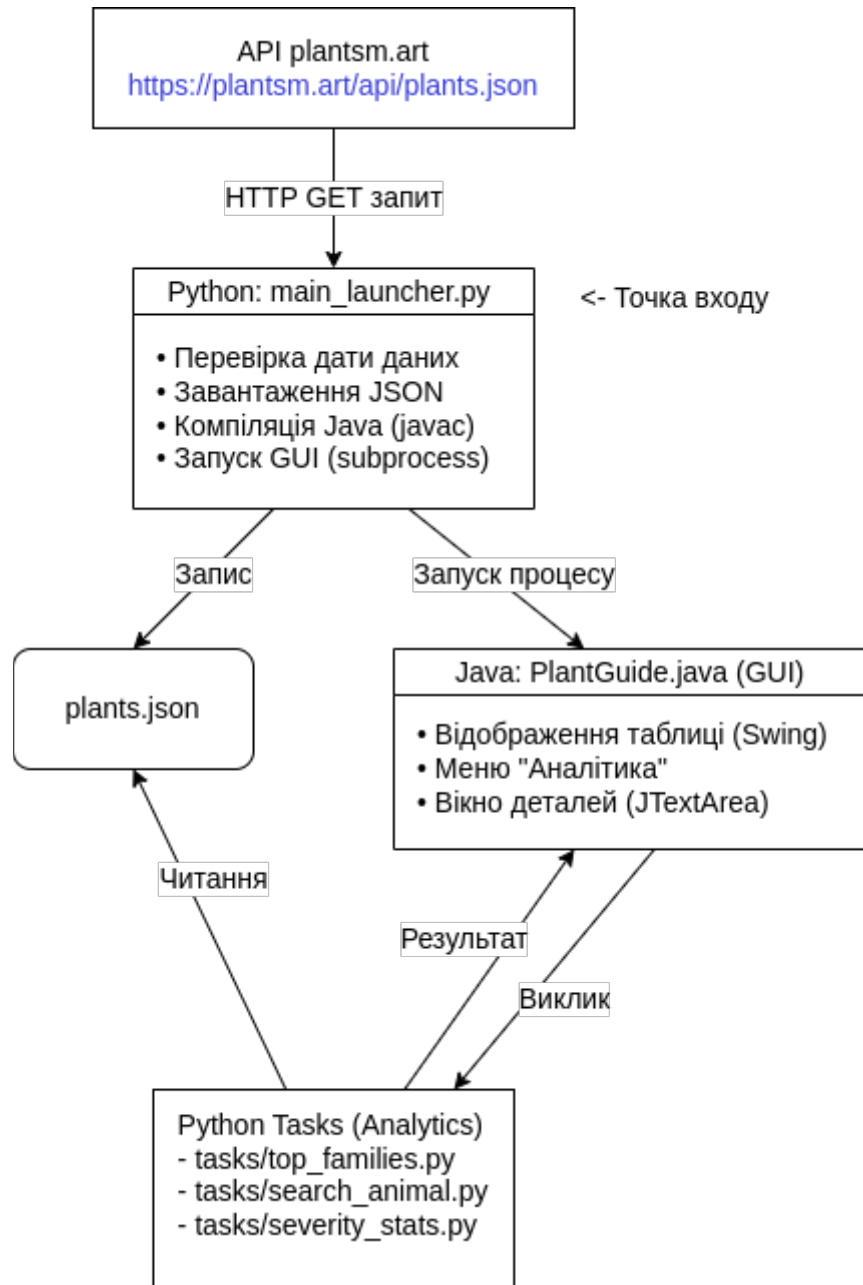 API plantsm.art
https://plantsm.art/api/plants.json
HTTP GET запит
Python: main_launcher.py
<- Точка входу
• Перевірка дати даних
• Завантаження JSON
• Компіляція Java (javac)
• Запуск GUI (subprocess)
Запис
Запуск процесу
plants.json
Java: PlantGuide.java (GUI)
• Відображення таблиці (Swing)
• Меню "Аналітика"
• Вікно деталей (JTextArea)
Читання
Результат
Виклик
Python Tasks (Analytics)
- tasks/top_families.py
- tasks/search_animal.py
- tasks/severity_stats.py